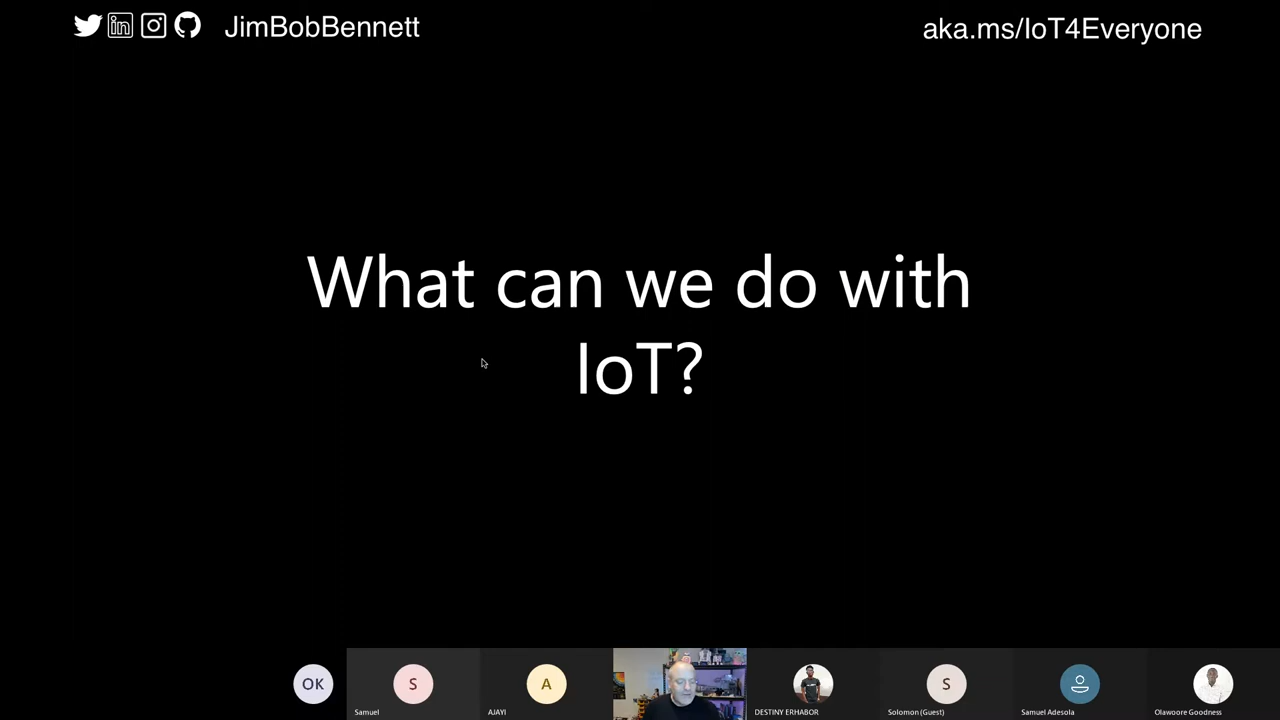 JimBobBennett
aka.ms/IoT4Everyone
What can we do with
IoT?
OK
S
A
S
Samuel
AJAYI
DESTINY ERHABOR
Solomon (Guest)
Samuel Adesola
Olawoore Goodness